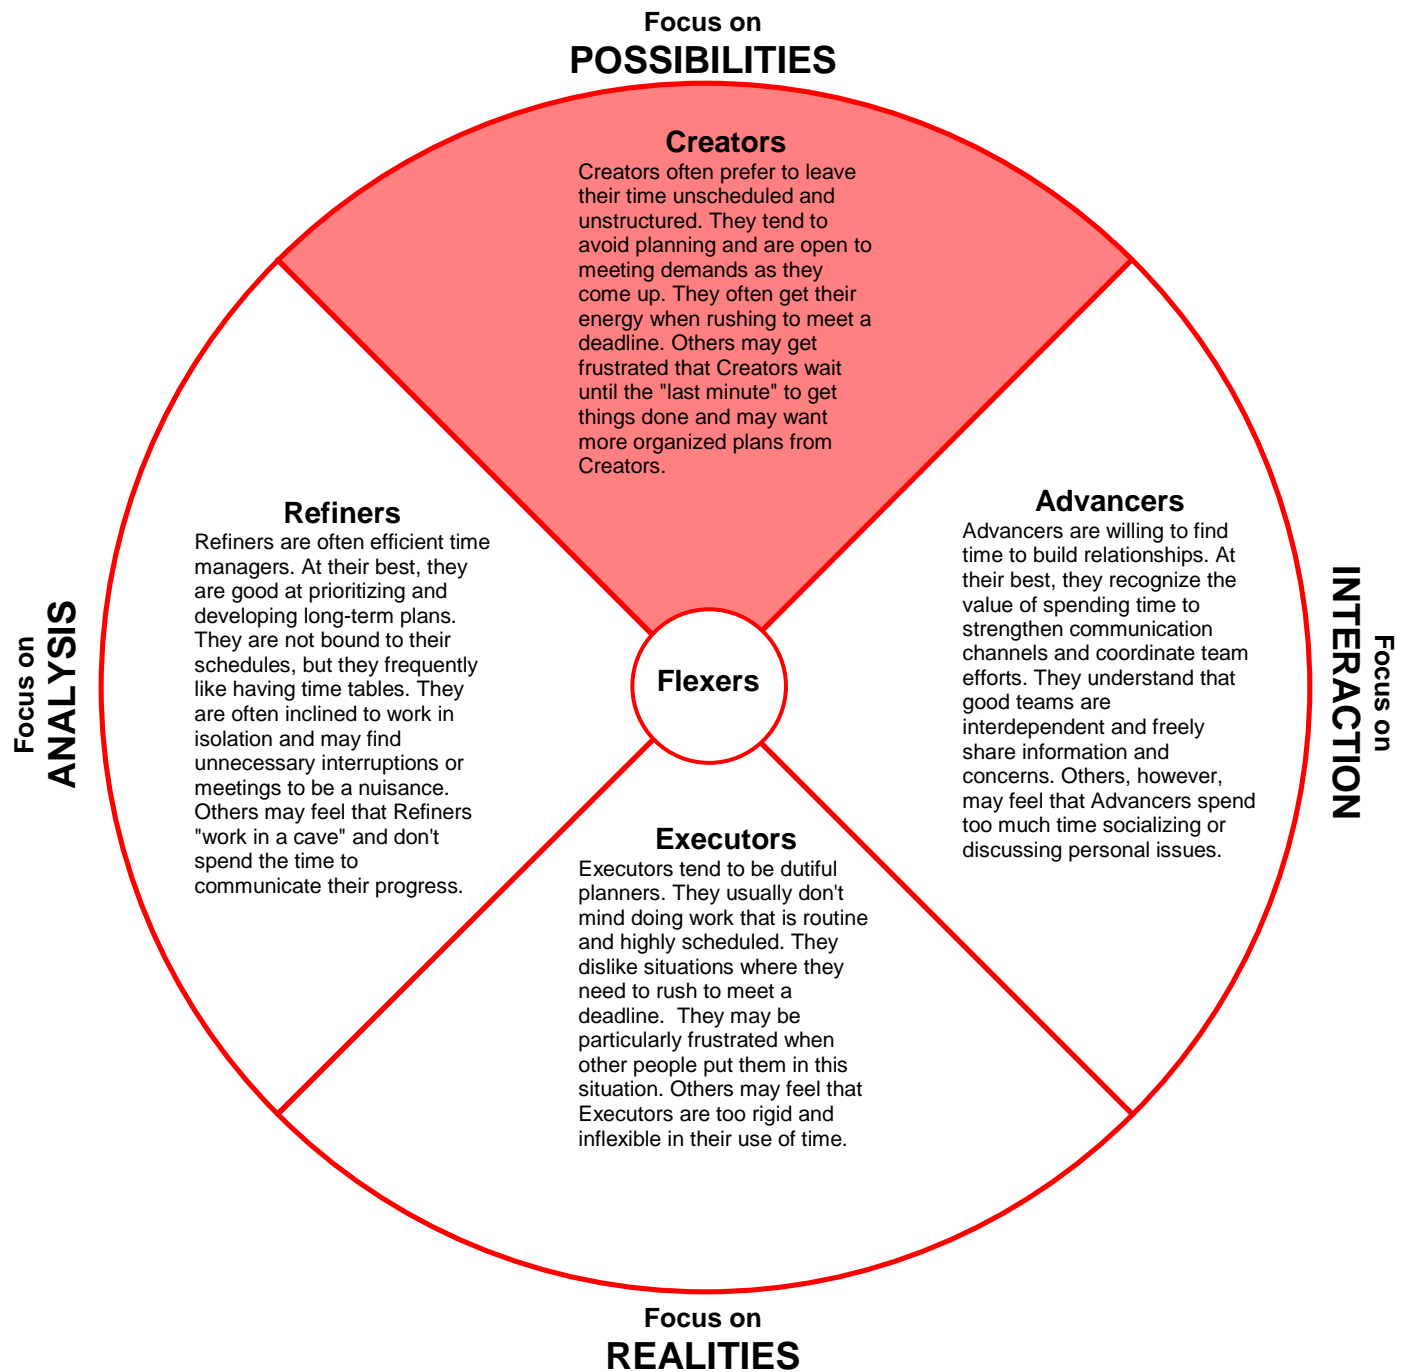 Focus on
POSSIBILITIES
Creators
Creators often prefer to leave
their time unscheduled and
unstructured. They tend to
avoid planning and are open to
meeting demands as they
come up. They often get their
energy when rushing to meet a
deadline. Others may get
frustrated that Creators wait
until the "last minute" to get
things done and may want
more organized plans from
Creators.
Focus on
ANALYSIS
Refiners
Refiners are often efficient time
managers. At their best, they
are good at prioritizing and
developing long-term plans.
They are not bound to their
schedules, but they frequently
like having time tables. They
are often inclined to work in
isolation and may find
unnecessary interruptions or
meetings to be a nuisance.
Others may feel that Refiners
"work in a cave" and don't
spend the time to
communicate their progress.
Flexers
Advancers
Advancers are willing to find
time to build relationships. At
their best, they recognize the
value of spending time to
strengthen communication
channels and coordinate team
efforts. They understand that
good teams are
interdependent and freely
share information and
concerns. Others, however,
may feel that Advancers spend
too much time socializing or
discussing personal issues.
Focus on
INTERACTION
Executors
Executors tend to be dutiful
planners. They usually don't
mind doing work that is routine
and highly scheduled. They
dislike situations where they
need to rush to meet a
deadline.  They may be
particularly frustrated when
other people put them in this
situation. Others may feel that
Executors are too rigid and
inflexible in their use of time.
Focus on
REALITIES